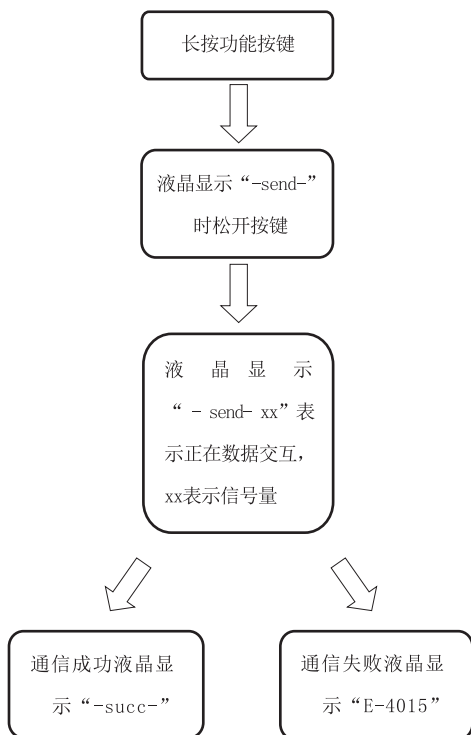 长按功能按键
液晶显示“-send-”
时松开按键
液晶显示
“-send- xx”表
示正在数据交互，
xx表示信号量
通信成功液晶显
示“-succ-”
通信失败液晶显
示“E-4015”